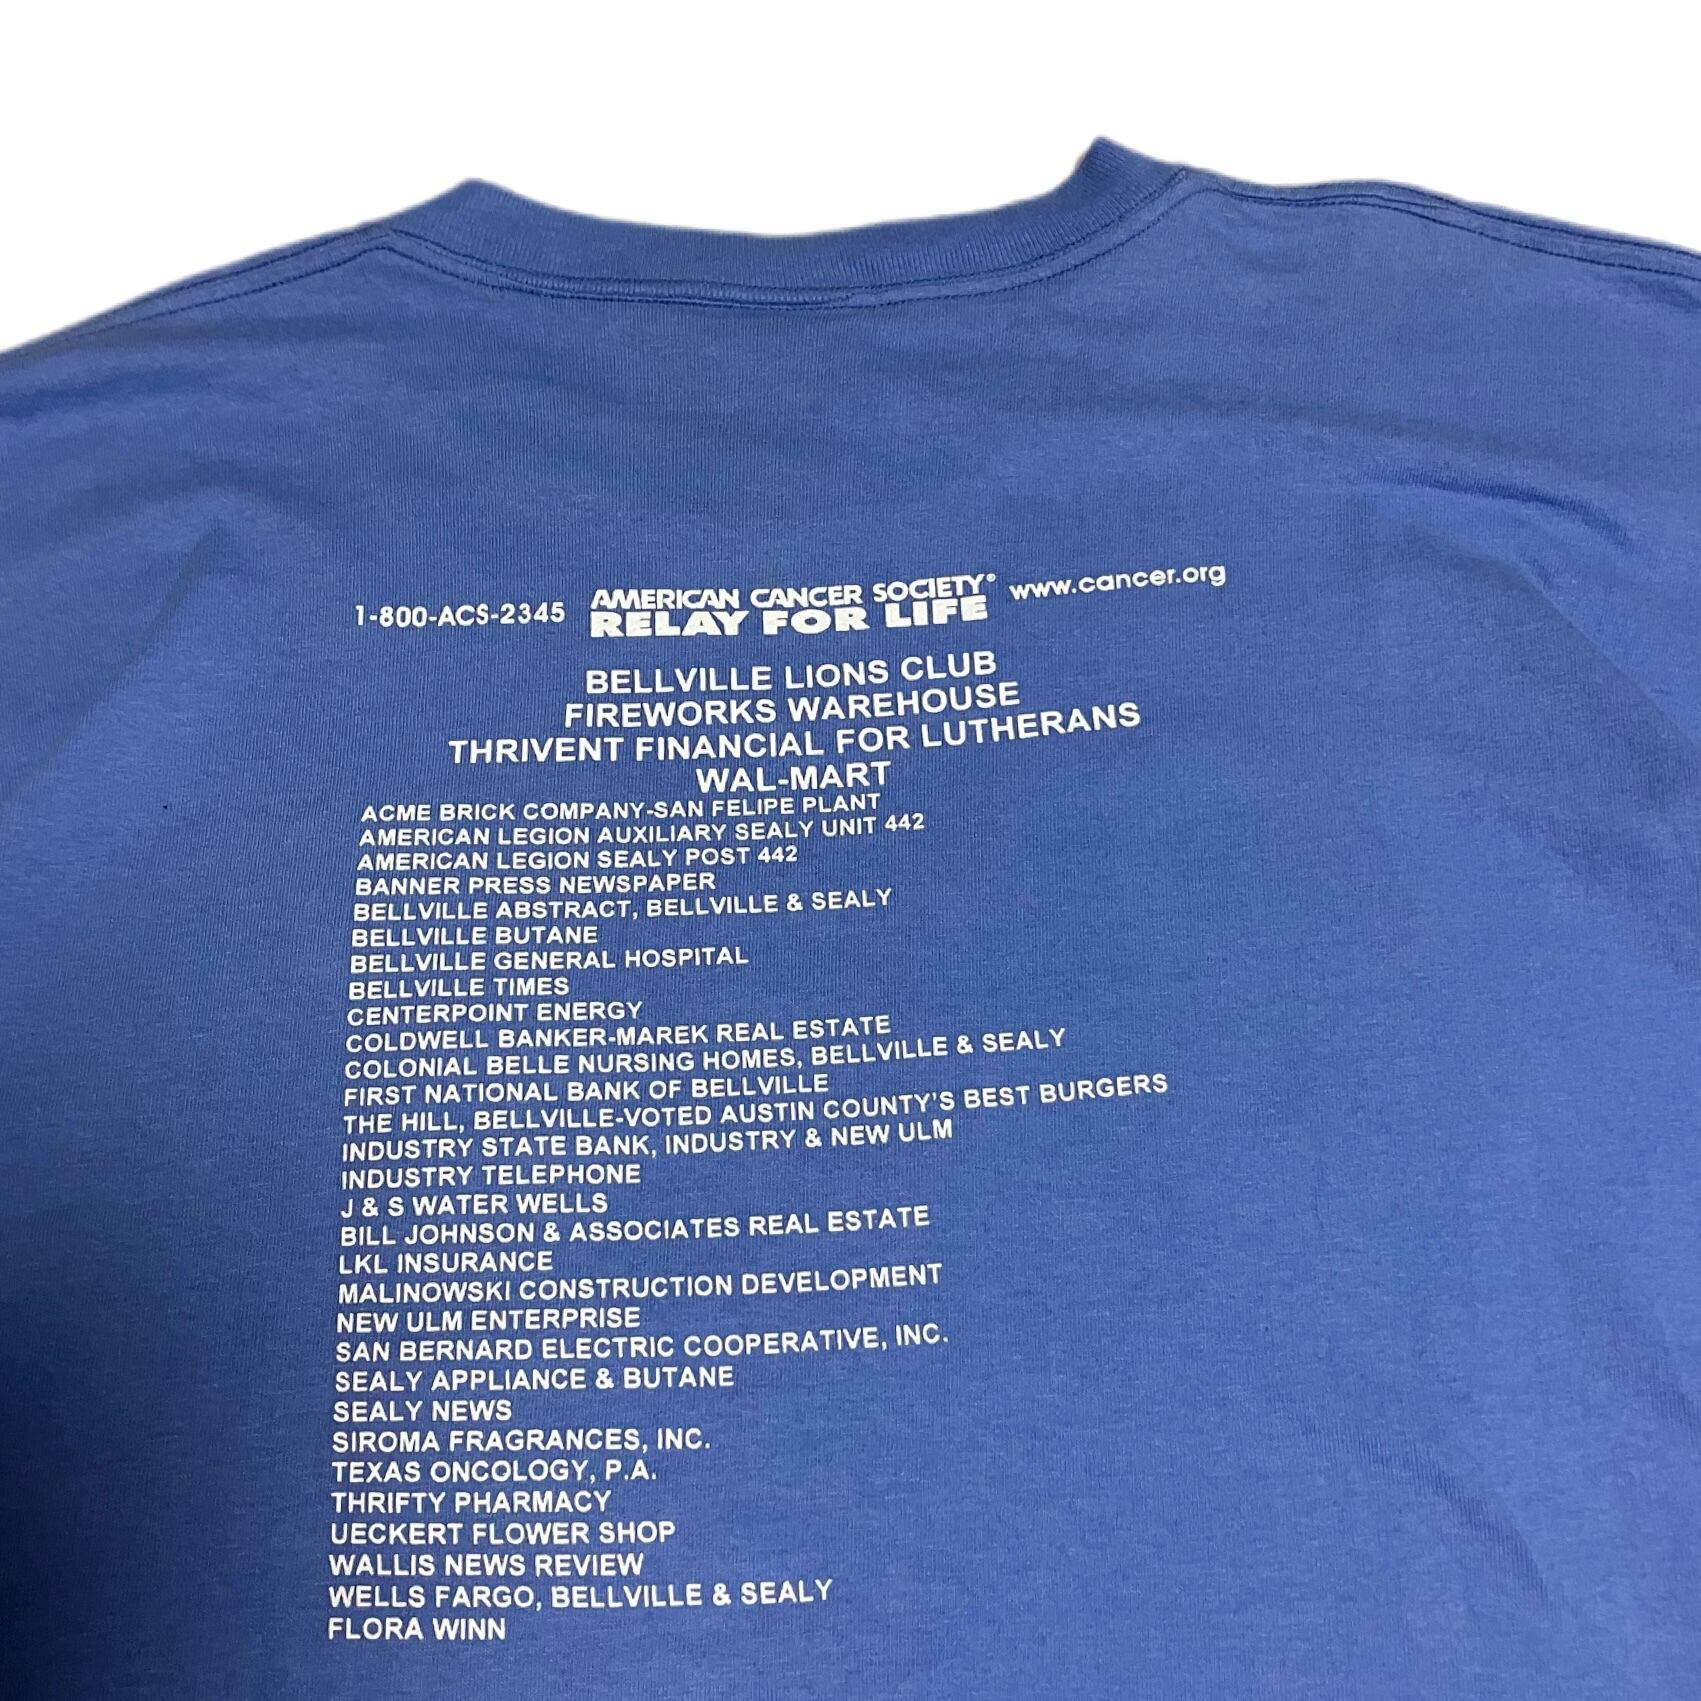 1-800-ACS-2345 AMERICAN CANCER SOCIETY® www.cancer.org
RELAY FOR LIFE
BELLVILLE LIONS CLUB
FIREWORKS WAREHOUSE
THRIVENT FINANCIAL FOR LUTHERANS
WAL-MART
ACME BRICK COMPANY-SAN FELIPE PLANT
AMERICAN LEGION AUXILIARY SEALY UNIT 442
AMERICAN LEGION SEALY POST 442
BANNER PRESS NEWSPAPER
BELLVILLE ABSTRACT, BELLVILLE & SEALY
BELLVILLE BUTANE
BELLVILLE GENERAL HOSPITAL
BELLVILLE TIMES
CENTERPOINT ENERGY
COLDWELL BANKER-MAREK REAL ESTATE
COLONIAL BELLE NURSING HOMES, BELLVILLE & SEALY
FIRST NATIONAL BANK OF BELLVILLE
THE HILL, BELLVILLE-VOTED AUSTIN COUNTY'S BEST BURGERS
INDUSTRY STATE BANK, INDUSTRY & NEW ULM
INDUSTRY TELEPHONE
J & S WATER WELLS
BILL JOHNSON & ASSOCIATES REAL ESTATE
LKL INSURANCE
MALINOWSKI CONSTRUCTION DEVELOPMENT
NEW ULM ENTERPRISE
SAN BERNARD ELECTRIC COOPERATIVE, INC.
SEALY APPLIANCE & BUTANE
SEALY NEWS
SIROMA FRAGRANCES, INC.
TEXAS ONCOLOGY, P.A.
THRIFTY PHARMACY
UECKERT FLOWER SHOP
WALLIS NEWS REVIEW
WELLS FARGO, BELLVILLE & SEALY
FLORA WINN